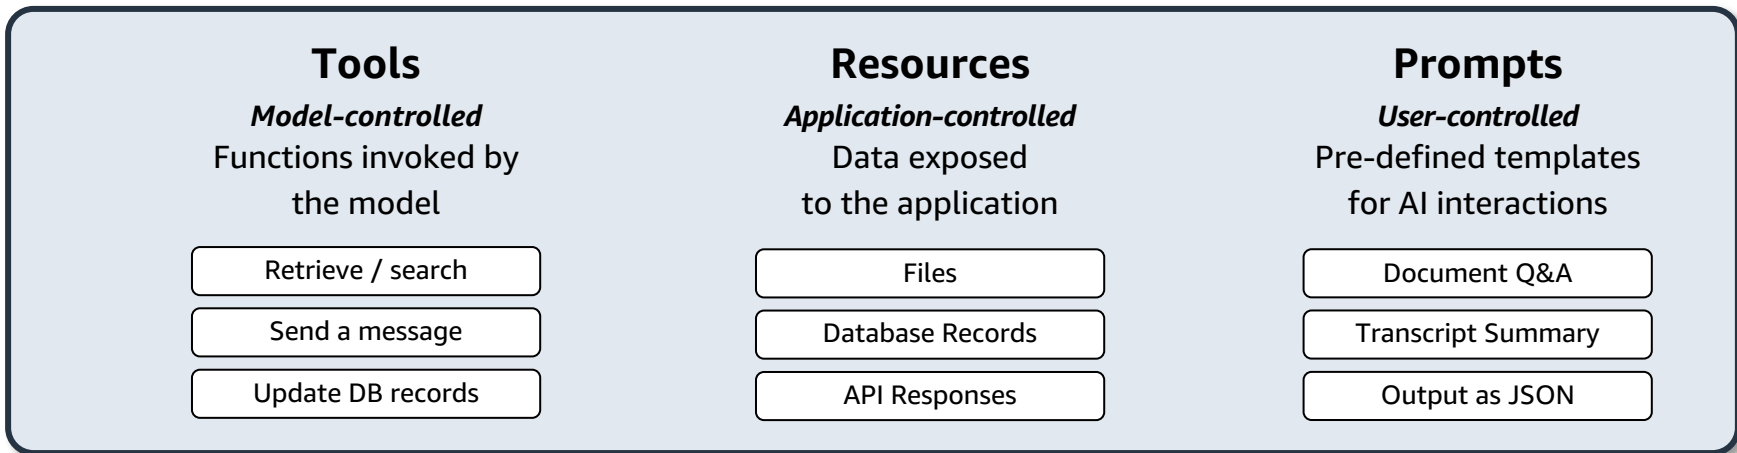 Tools
Model-controlled
Functions invoked by
the model
Retrieve / search
Send a message
Update DB records
Resources
Application-controlled
Data exposed
to the application
Files
Database Records
API Responses
Prompts
User-controlled
Pre-defined templates
for AI interactions
Document Q&A
Transcript Summary
Output as JSON